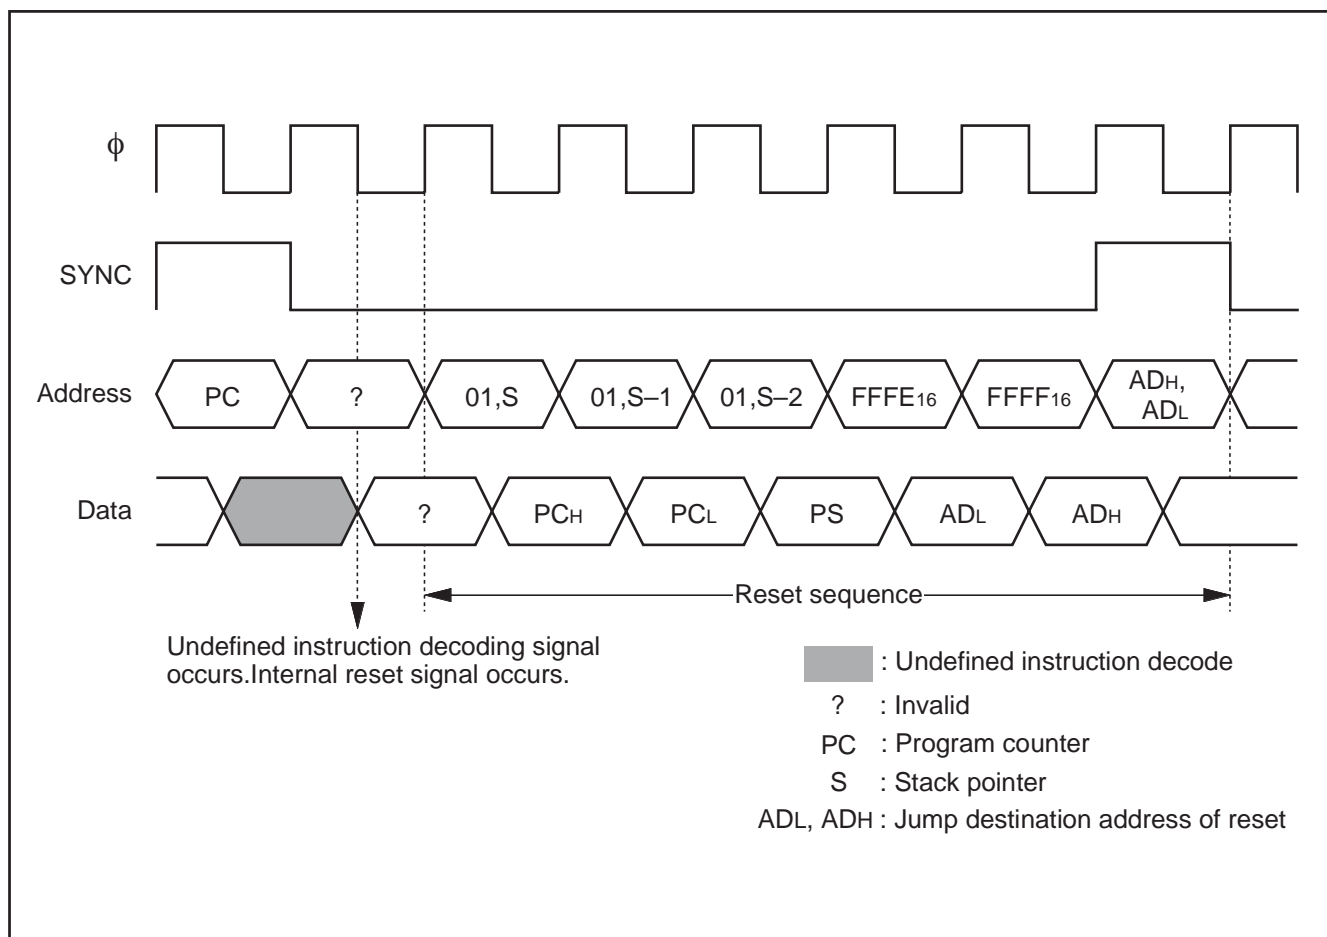 ϕ
SYNC
Address PC ? 01,S 01,S–1 01,S–2 FFFE16 FFFF16 ADH, ADL
Data ? PCH PCL PS ADL ADH
Reset sequence
Undefined instruction decoding signal
occurs.Internal reset signal occurs.
: Undefined instruction decode
? : Invalid
PC : Program counter
S : Stack pointer
ADL, ADH : Jump destination address of reset